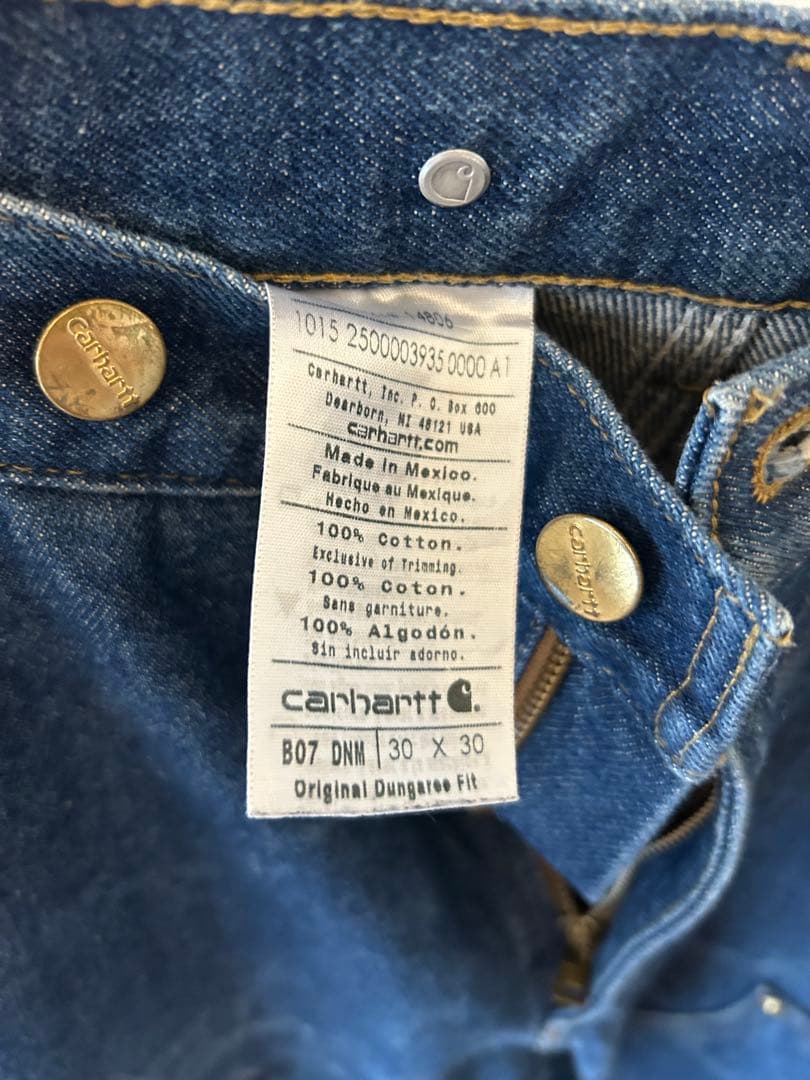 4806
1015 2500003935 0000 A1
Carhartt, Inc. P. O. Box 600
Dearborn, MI 48121 USA
carhartt.com
Made in Mexico.
Fabriqué au Mexique.
Hecho en Mexico.
100% Cotton.
Exclusive of Trimming.
100% Coton.
Sans garniture.
100% Algodón.
Sin incluir adorno.
carhartt
B07 DNM 30 X 30
Original Dungaree Fit
carhartt
carhartt